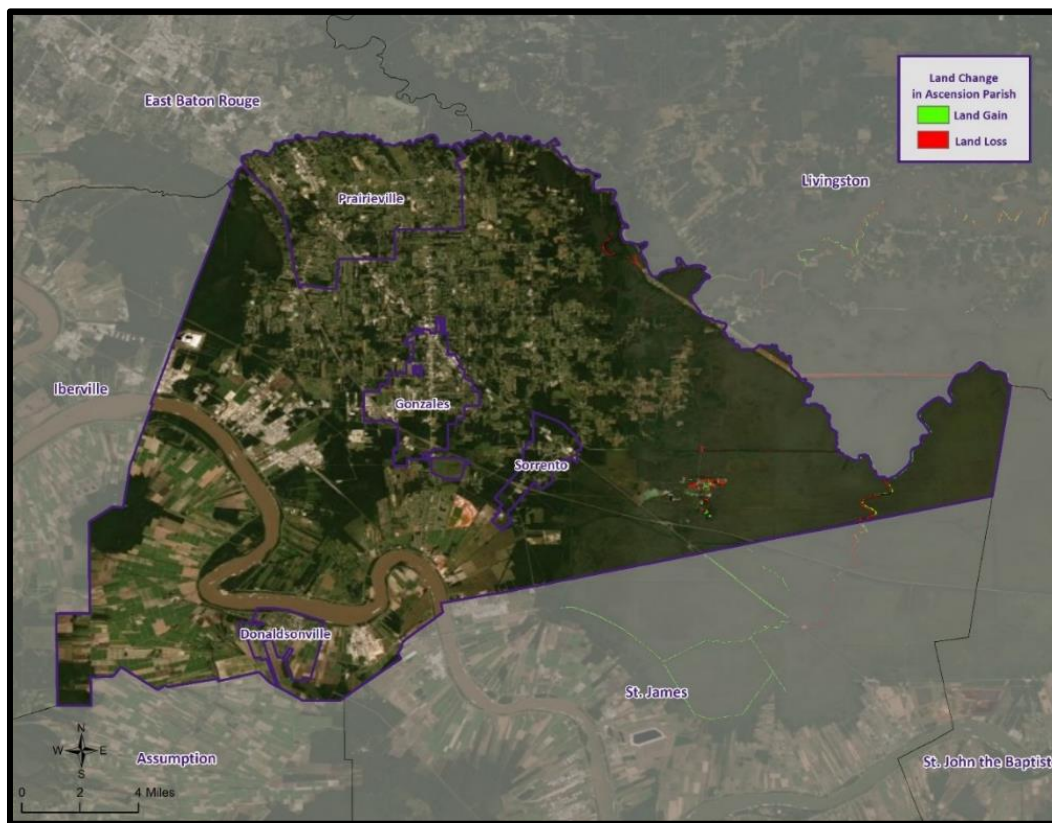 East Baton Rouge
Land Change
in Ascension Parish
Land Gain
Land Loss
Livingston
Prairieville
Iberville
Gonzales
Sorrento
Donaldsonville
St. James
N
W E
S
Assumption
St. John the Baptist
0 2 4 Miles